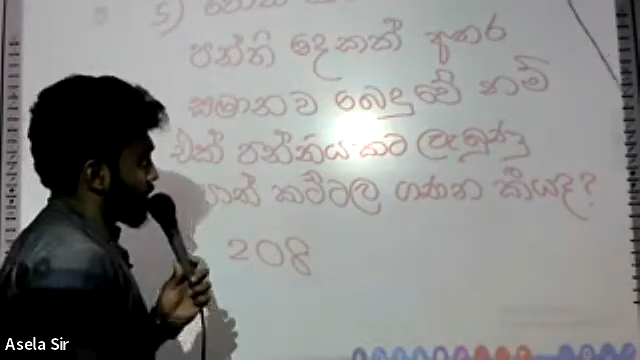 5)
පන්ති දෙකක් අතර
සමානව බෙදුවේ නම්
එක් පන්තියකට ලැබුණු
පොත් කට්ටල ගණන කීයද?
208
Asela Sir